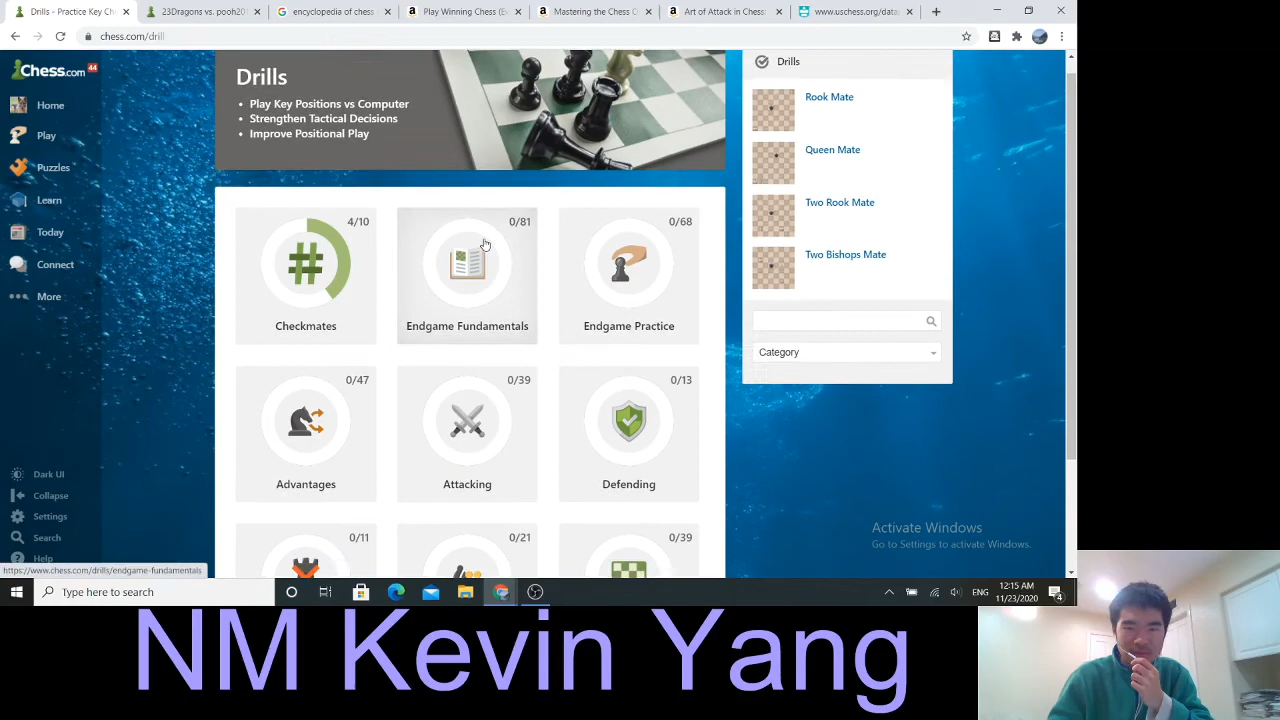 Drills - Practice Key Ch
23Dragons vs. pooh20
encyclopedia of chess
Play Winning Chess (Ev
Mastering the Chess O
Art of Attack in Chess:
www.uschess.org/data
chess.com/drill
Chess.com 44
Home
Play
Puzzles
Learn
Today
Connect
More
Dark UI
Collapse
Settings
Search
Help
Drills
• Play Key Positions vs Computer
• Strengthen Tactical Decisions
• Improve Positional Play
4/10
Checkmates
0/81
Endgame Fundamentals
0/68
Endgame Practice
0/47
Advantages
0/39
Attacking
0/13
Defending
0/11
0/21
0/39
Drills
Rook Mate
Queen Mate
Two Rook Mate
Two Bishops Mate
Category
Activate Windows
Go to Settings to activate Windows.
https://www.chess.com/drills/endgame-fundamentals
Type here to search
ENG
12:15 AM
11/23/2020
4
NM Kevin Yang